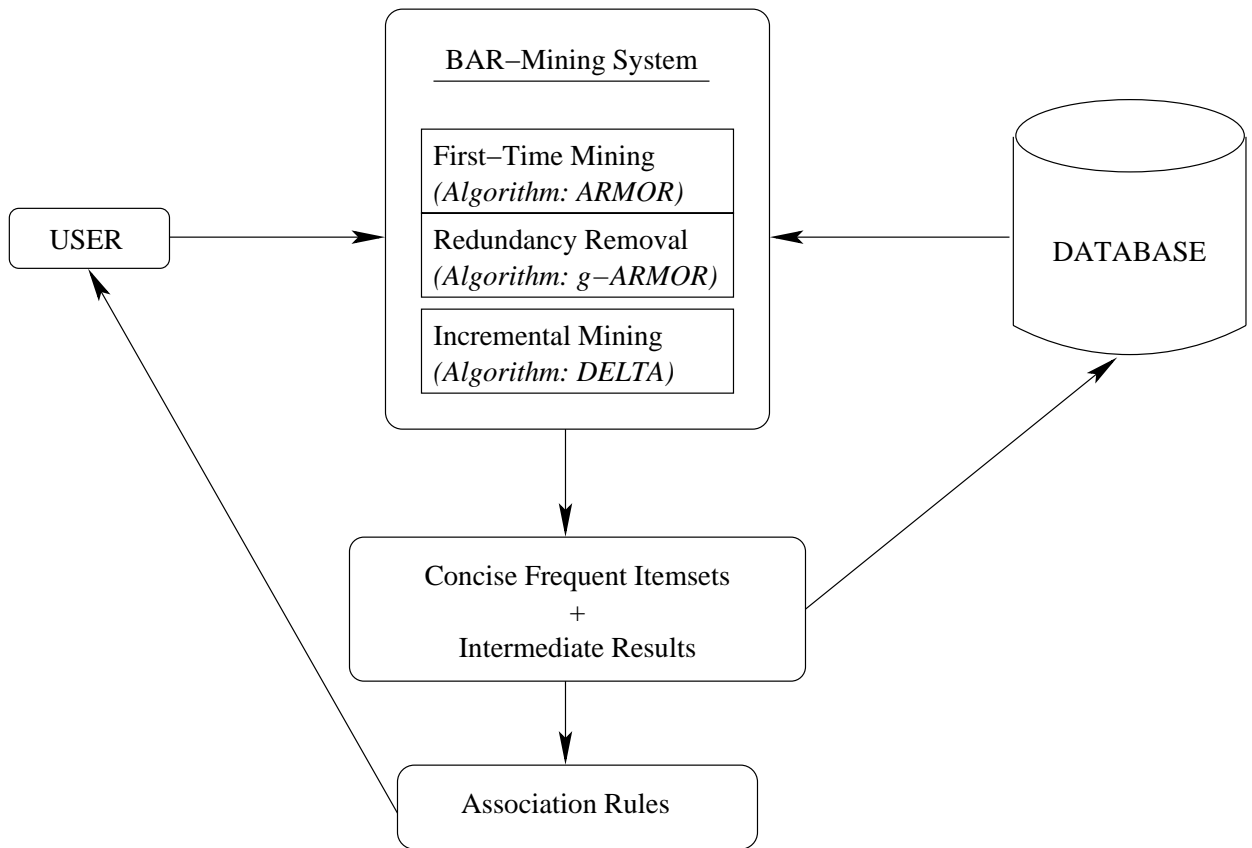 BAR−Mining System
First−Time Mining
(Algorithm: ARMOR)
Redundancy Removal
(Algorithm: g−ARMOR)
Incremental Mining
(Algorithm: DELTA)
USER
DATABASE
Concise Frequent Itemsets
+
Intermediate Results
Association Rules